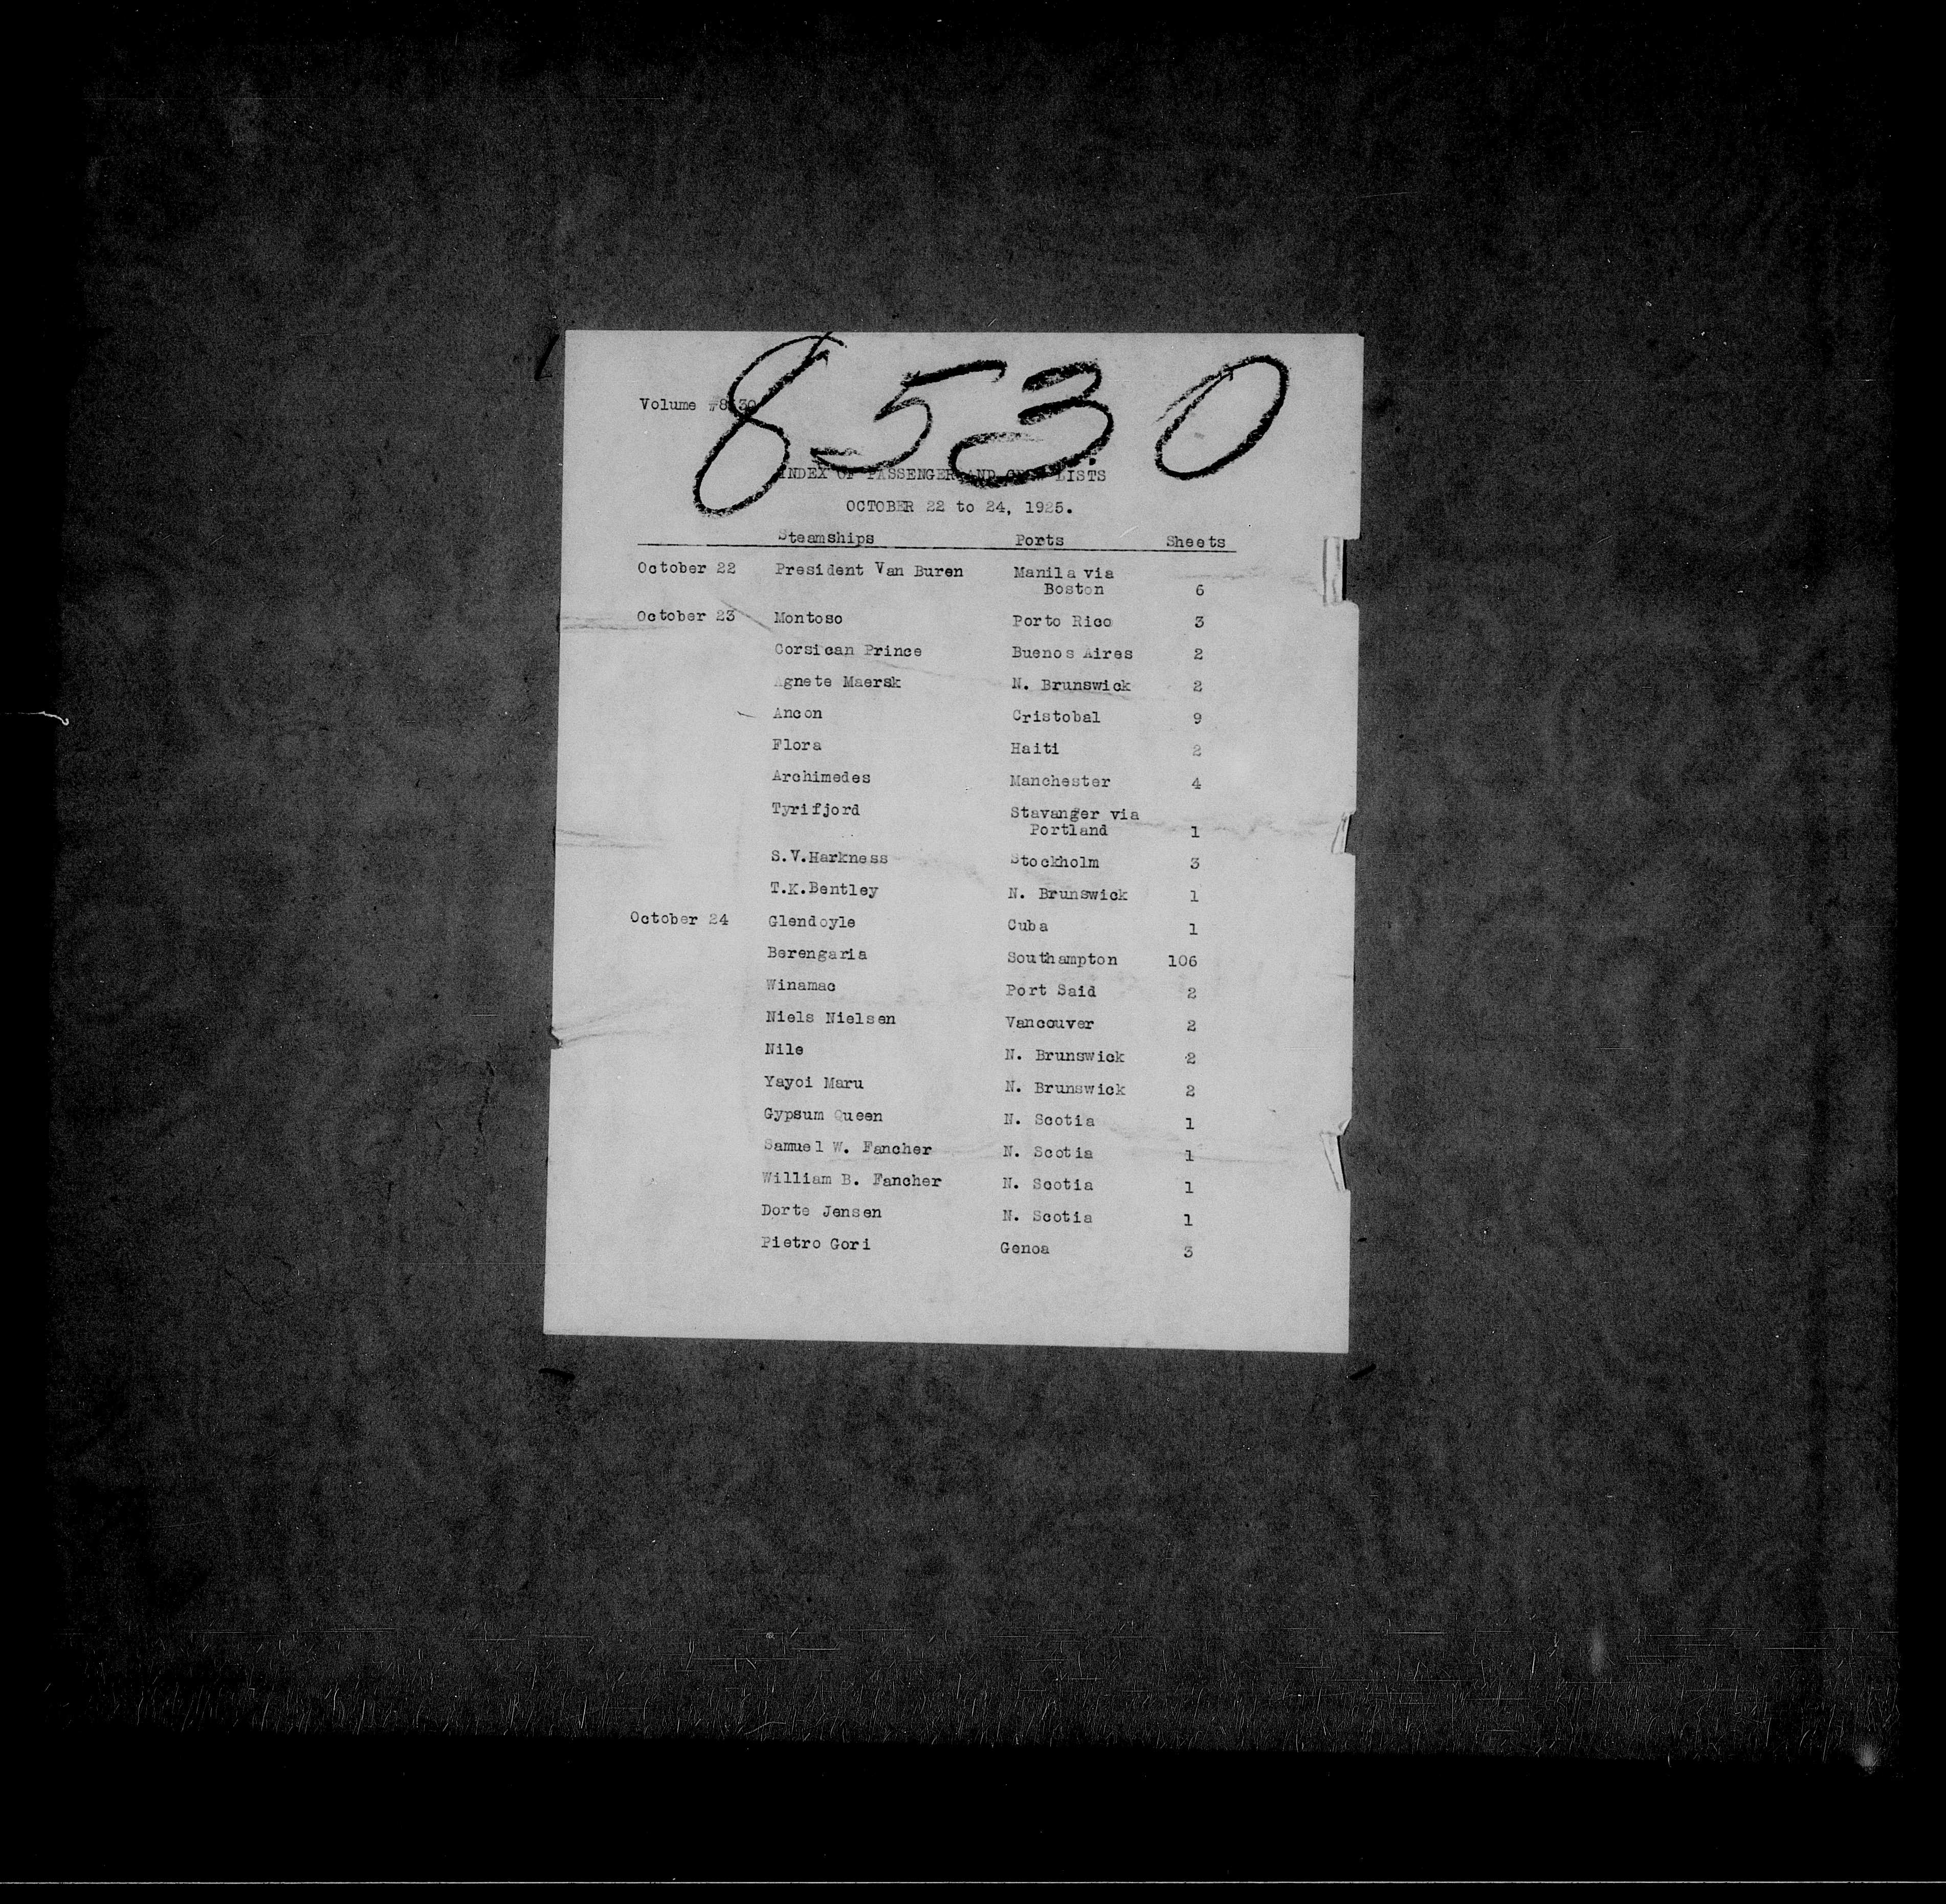 8530
Volume #8530
INDEX OF PASSENGER AND CREW LISTS
OCTOBER 22 to 24, 1925.
Steamships Ports Sheets
October 22 President Van Buren Manila via
Boston 6
October 23 Montoso Porto Rico 3
Corsican Prince Buenos Aires 2
Agnete Maersk N. Brunswick 2
Ancon Cristobal 9
Flora Haiti 2
Archimedes Manchester 4
Tyrifjord Stavanger via
Portland 1
S.V.Harkness Stockholm 3
T.K.Bentley N. Brunswick 1
October 24 Glendoyle Cuba 1
Berengaria Southampton 106
Winamac Port Said 2
Niels Nielsen Vancouver 2
Nile N. Brunswick 2
Yayoi Maru N. Brunswick 2
Gypsum Queen N. Scotia 1
Samuel W. Fancher N. Scotia 1
William B. Fancher N. Scotia 1
Dorte Jensen N. Scotia 1
Pietro Gori Genoa 3